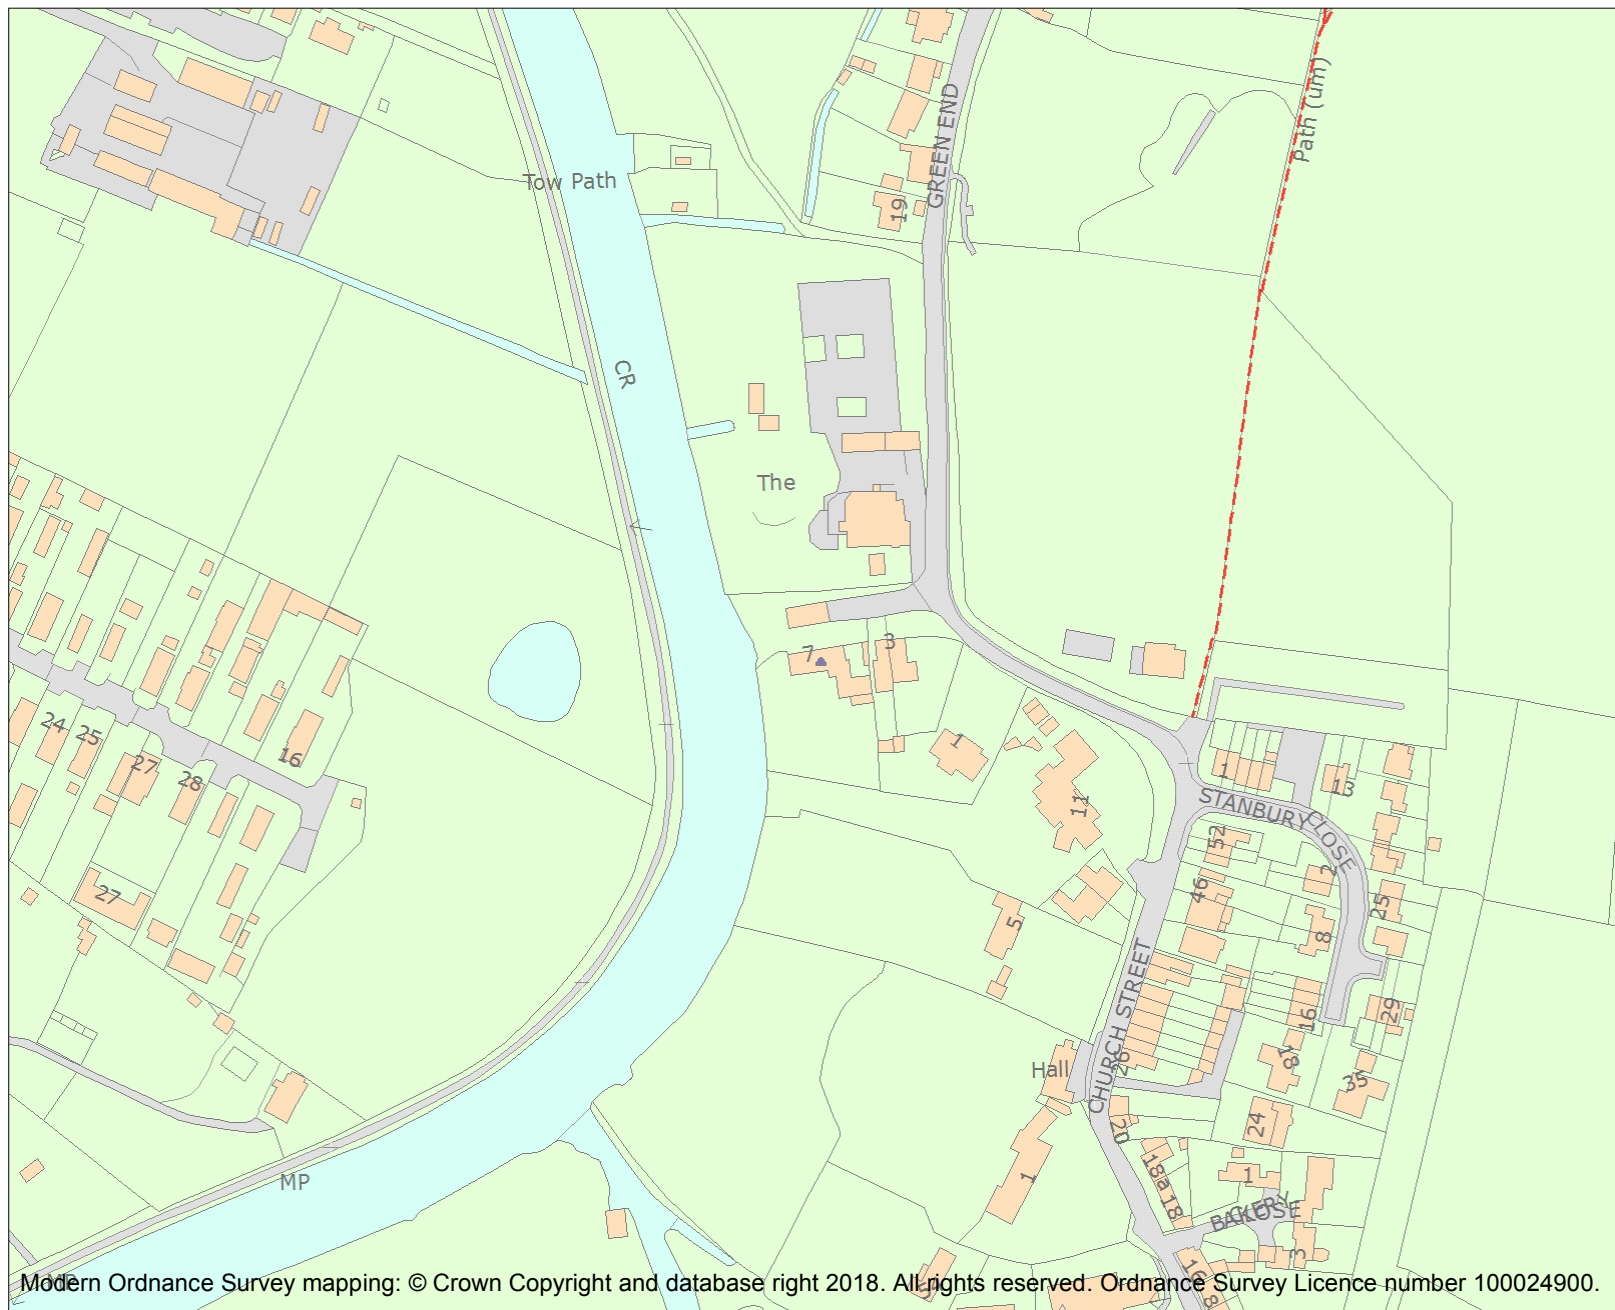 Path (um)
GREEN END
Tow Path
19
CR
The
7
3
1
11
24
25
27
28
16
27
1
13
STANBURY CLOSE
52
2
46
25
8
5
CHURCH STREET
16
29
Hall
26
18
35
20
24
1
18a
18
1
BAKERY
CLOSE
3
MP
16
8
MP
Modern Ordnance Survey mapping: © Crown Copyright and database right 2018. All rights reserved. Ordnance Survey Licence number 100024900.